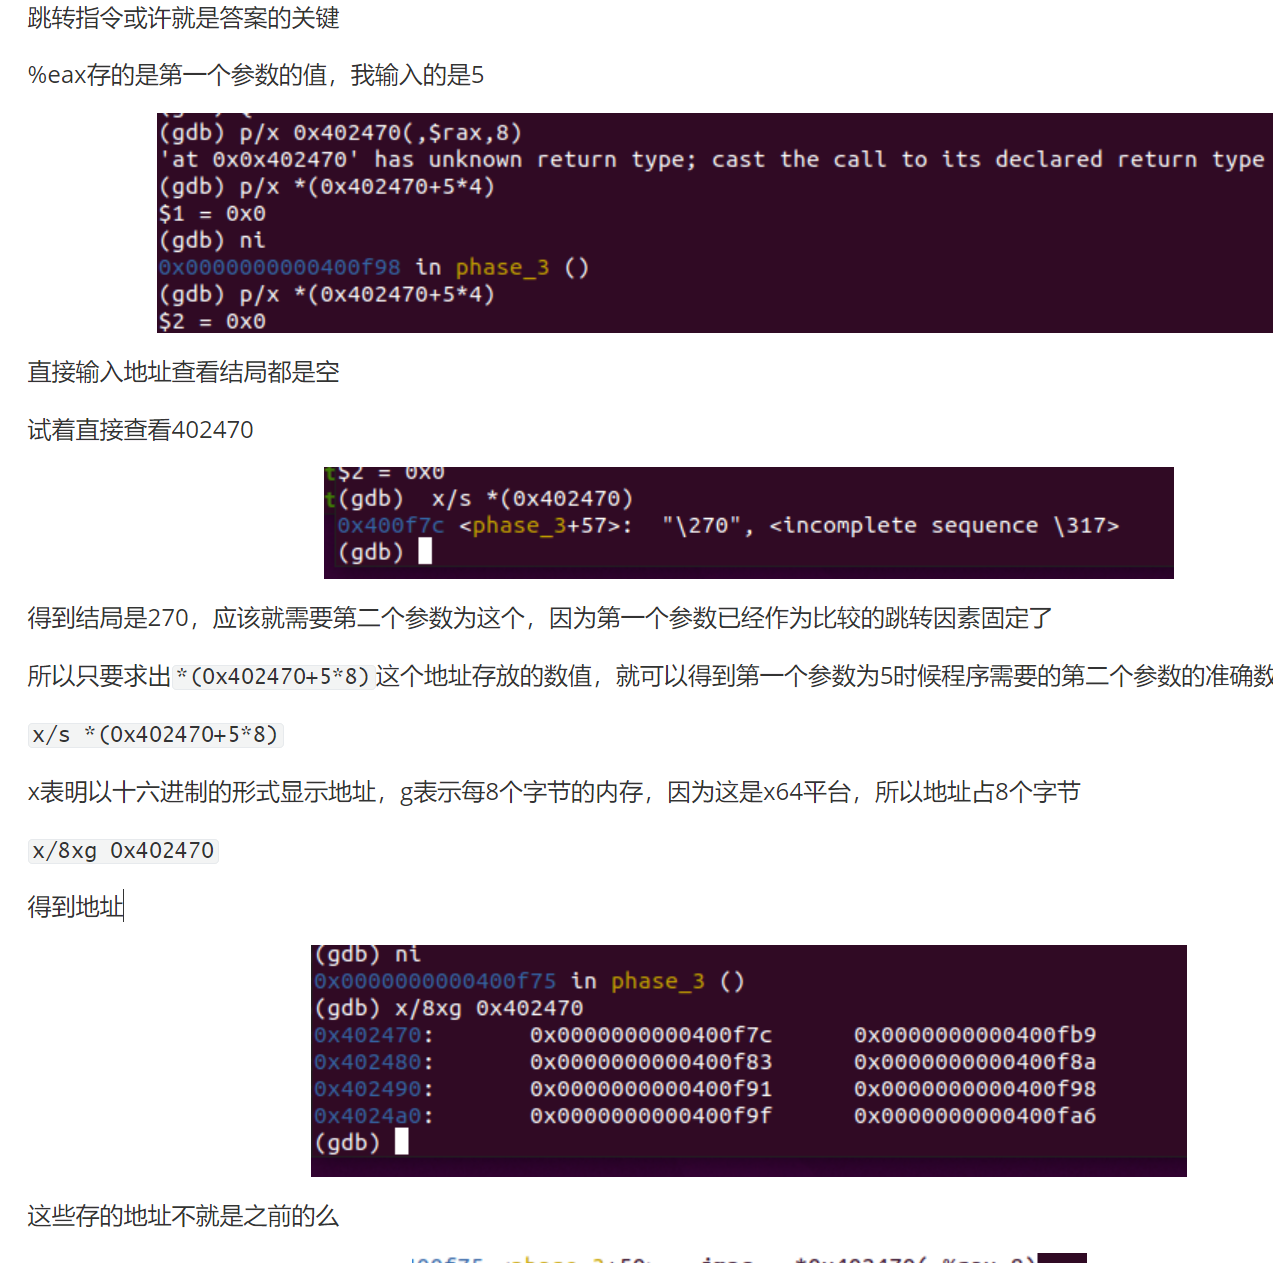 跳转指令或许就是答案的关键
%eax存的是第一个参数的值，我输入的是5
(gdb) p/x 0x402470(,$rax,8)
'at 0x0x402470' has unknown return type; cast the call to its declared return type
(gdb) p/x *(0x402470+5*4)
$1 = 0x0
(gdb) ni
0x0000000000400f98 in phase_3 ()
(gdb) p/x *(0x402470+5*4)
$2 = 0x0
直接输入地址查看结局都是空
试着直接查看402470
t$2 = 0x0
t(gdb)  x/s *(0x402470)
0x400f7c <phase_3+57>:  "\270", <incomplete sequence \317>
(gdb)
得到结局是270，应该就需要第二个参数为这个，因为第一个参数已经作为比较的跳转因素固定了
所以只要求出*(0x402470+5*8)这个地址存放的数值，就可以得到第一个参数为5时候程序需要的第二个参数的准确数
x/s *(0x402470+5*8)
x表明以十六进制的形式显示地址，g表示每8个字节的内存，因为这是x64平台，所以地址占8个字节
x/8xg 0x402470
得到地址
(gdb) ni
0x0000000000400f75 in phase_3 ()
(gdb) x/8xg 0x402470
0x402470: 0x0000000000400f7c 0x0000000000400fb9
0x402480: 0x0000000000400f83 0x0000000000400f8a
0x402490: 0x0000000000400f91 0x0000000000400f98
0x4024a0: 0x0000000000400f9f 0x0000000000400fa6
(gdb)
这些存的地址不就是之前的么